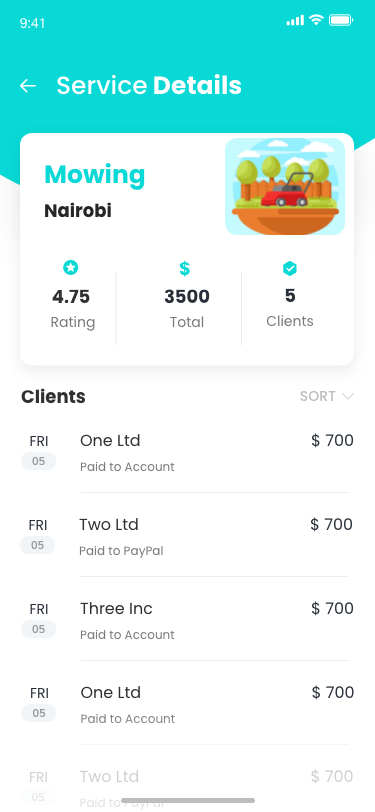 9:41
Service Details
Mowing
Nairobi
4.75
3500
5
Rating
Total
Clients
Clients
SORT
FRI
One Ltd
$ 700
05
Paid to Account
FRI
Two Ltd
$ 700
05
Paid to PayPal
FRI
Three Inc
$ 700
05
Paid to Account
FRI
One Ltd
$ 700
05
Paid to Account
FRI
Two Ltd
$ 700
05
Paid to PayPal